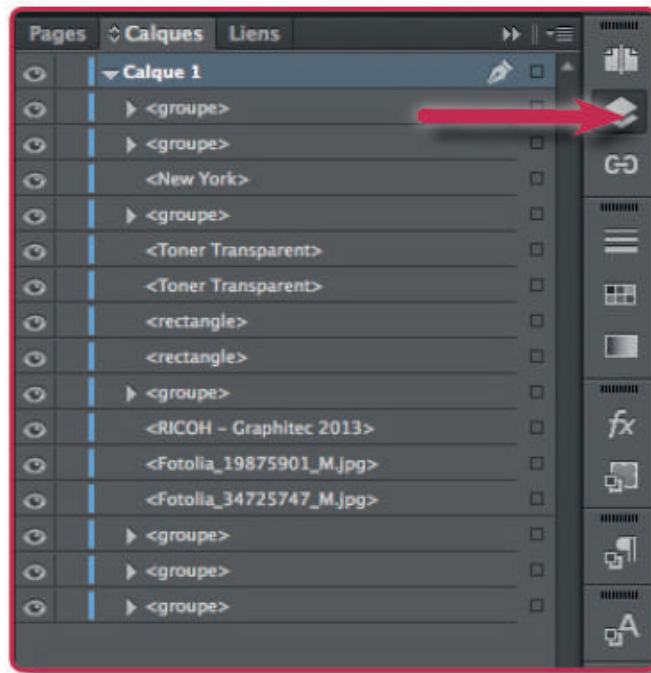 Pages Calques Liens
Calque 1
<groupe>
<groupe>
<New York>
<groupe>
<Toner Transparent>
<Toner Transparent>
<rectangle>
<rectangle>
<groupe>
<RICOH – Graphitec 2013>
<Fotolia_19875901_M.jpg>
<Fotolia_34725747_M.jpg>
<groupe>
<groupe>
<groupe>
fx
A